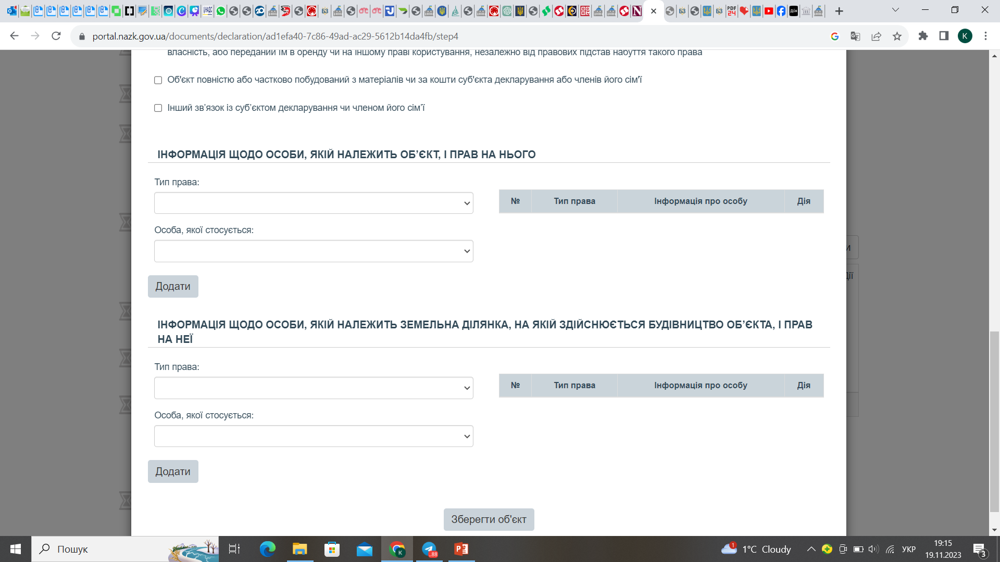 portal.nazk.gov.ua/documents/declaration/ad1efa40-7c86-49ad-ac29-5612b14da4fb/step4
K
власність, або переданий їм в оренду чи на іншому праві користування, незалежно від правових підстав набуття такого права
Об'єкт повністю або частково побудований з матеріалів чи за кошти суб'єкта декларування або членів його сім'ї
Інший зв’язок із суб’єктом декларування чи членом його сім’ї
ІНФОРМАЦІЯ ЩОДО ОСОБИ, ЯКІЙ НАЛЕЖИТЬ ОБ’ЄКТ, І ПРАВ НА НЬОГО
Тип права:
№ Тип права Інформація про особу Дія
Особа, якої стосується:
Додати
ІНФОРМАЦІЯ ЩОДО ОСОБИ, ЯКІЙ НАЛЕЖИТЬ ЗЕМЕЛЬНА ДІЛЯНКА, НА ЯКІЙ ЗДІЙСНЮЄТЬСЯ БУДІВНИЦТВО ОБ’ЄКТА, І ПРАВ
НА НЕЇ
Тип права:
№ Тип права Інформація про особу Дія
Особа, якої стосується:
Додати
Зберегти об'єкт
Пошук
1°C Cloudy
УКР
19:15
19.11.2023
3